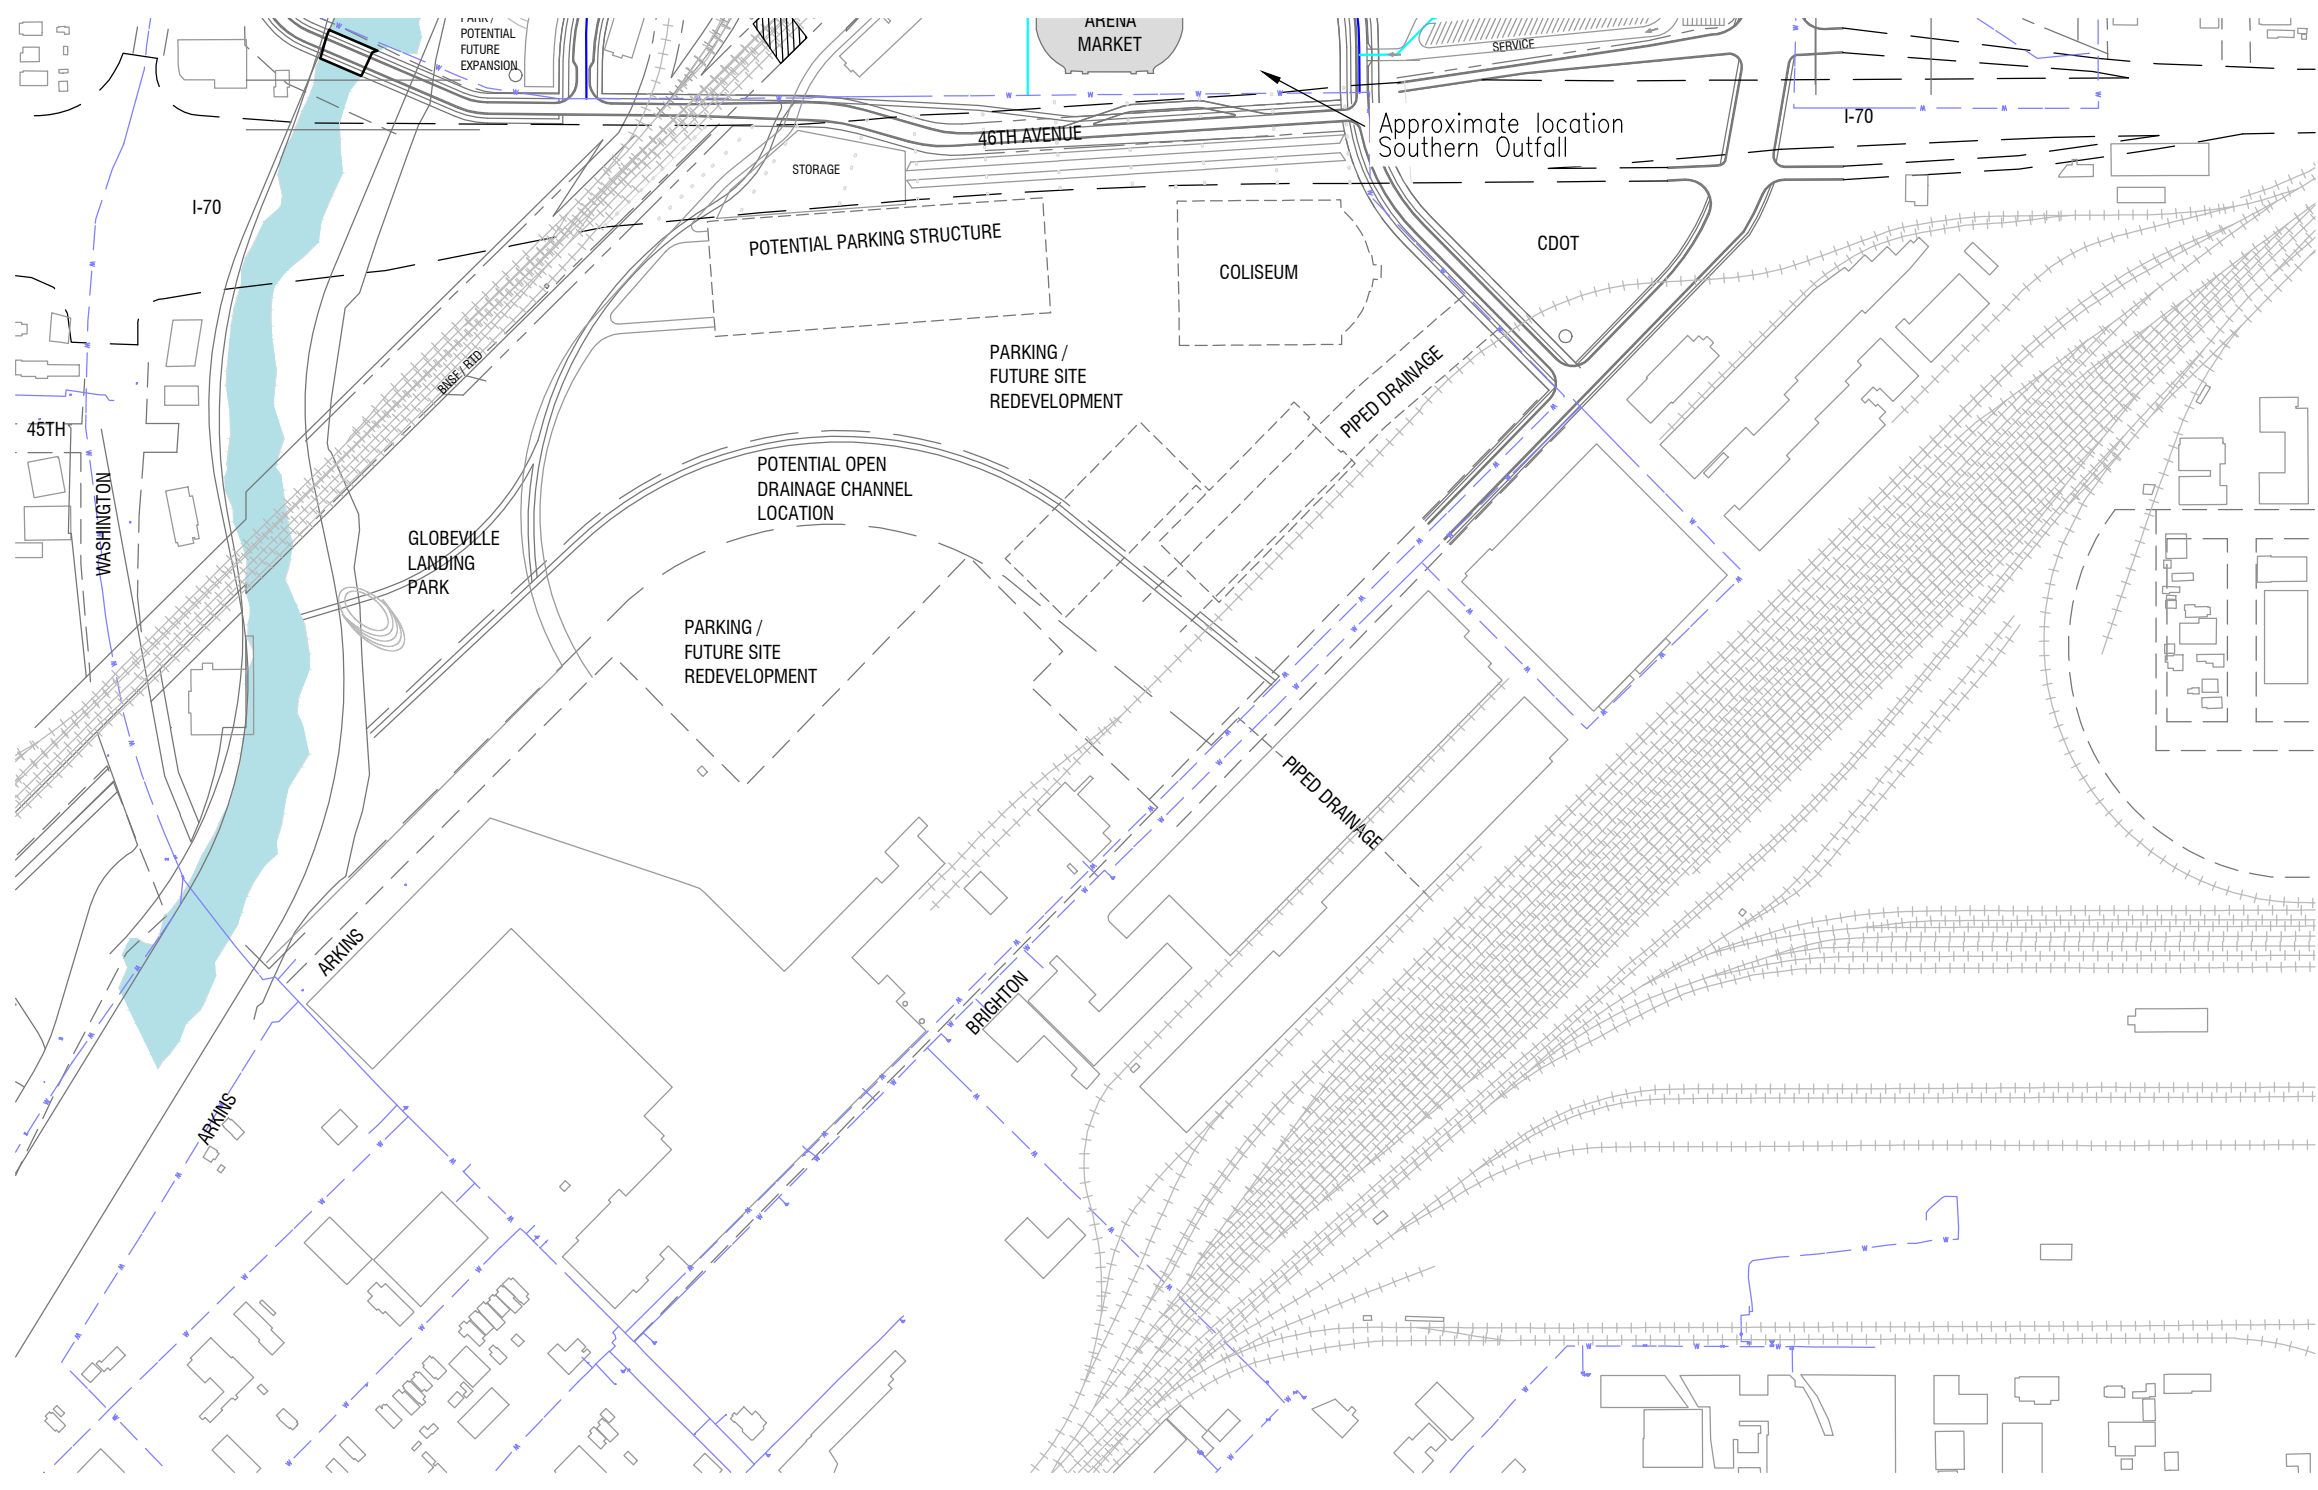 PARK /
POTENTIAL
FUTURE
EXPANSION
ARENA
MARKET
SERVICE
Approximate location
Southern Outfall
I-70
46TH AVENUE
STORAGE
I-70
POTENTIAL PARKING STRUCTURE
COLISEUM
CDOT
BNSF / RTD
PARKING /
FUTURE SITE
REDEVELOPMENT
PIPED DRAINAGE
45TH
WASHINGTON
POTENTIAL OPEN
DRAINAGE CHANNEL
LOCATION
GLOBEVILLE
LANDING
PARK
PARKING /
FUTURE SITE
REDEVELOPMENT
PIPED DRAINAGE
ARKINS
BRIGHTON
ARKINS